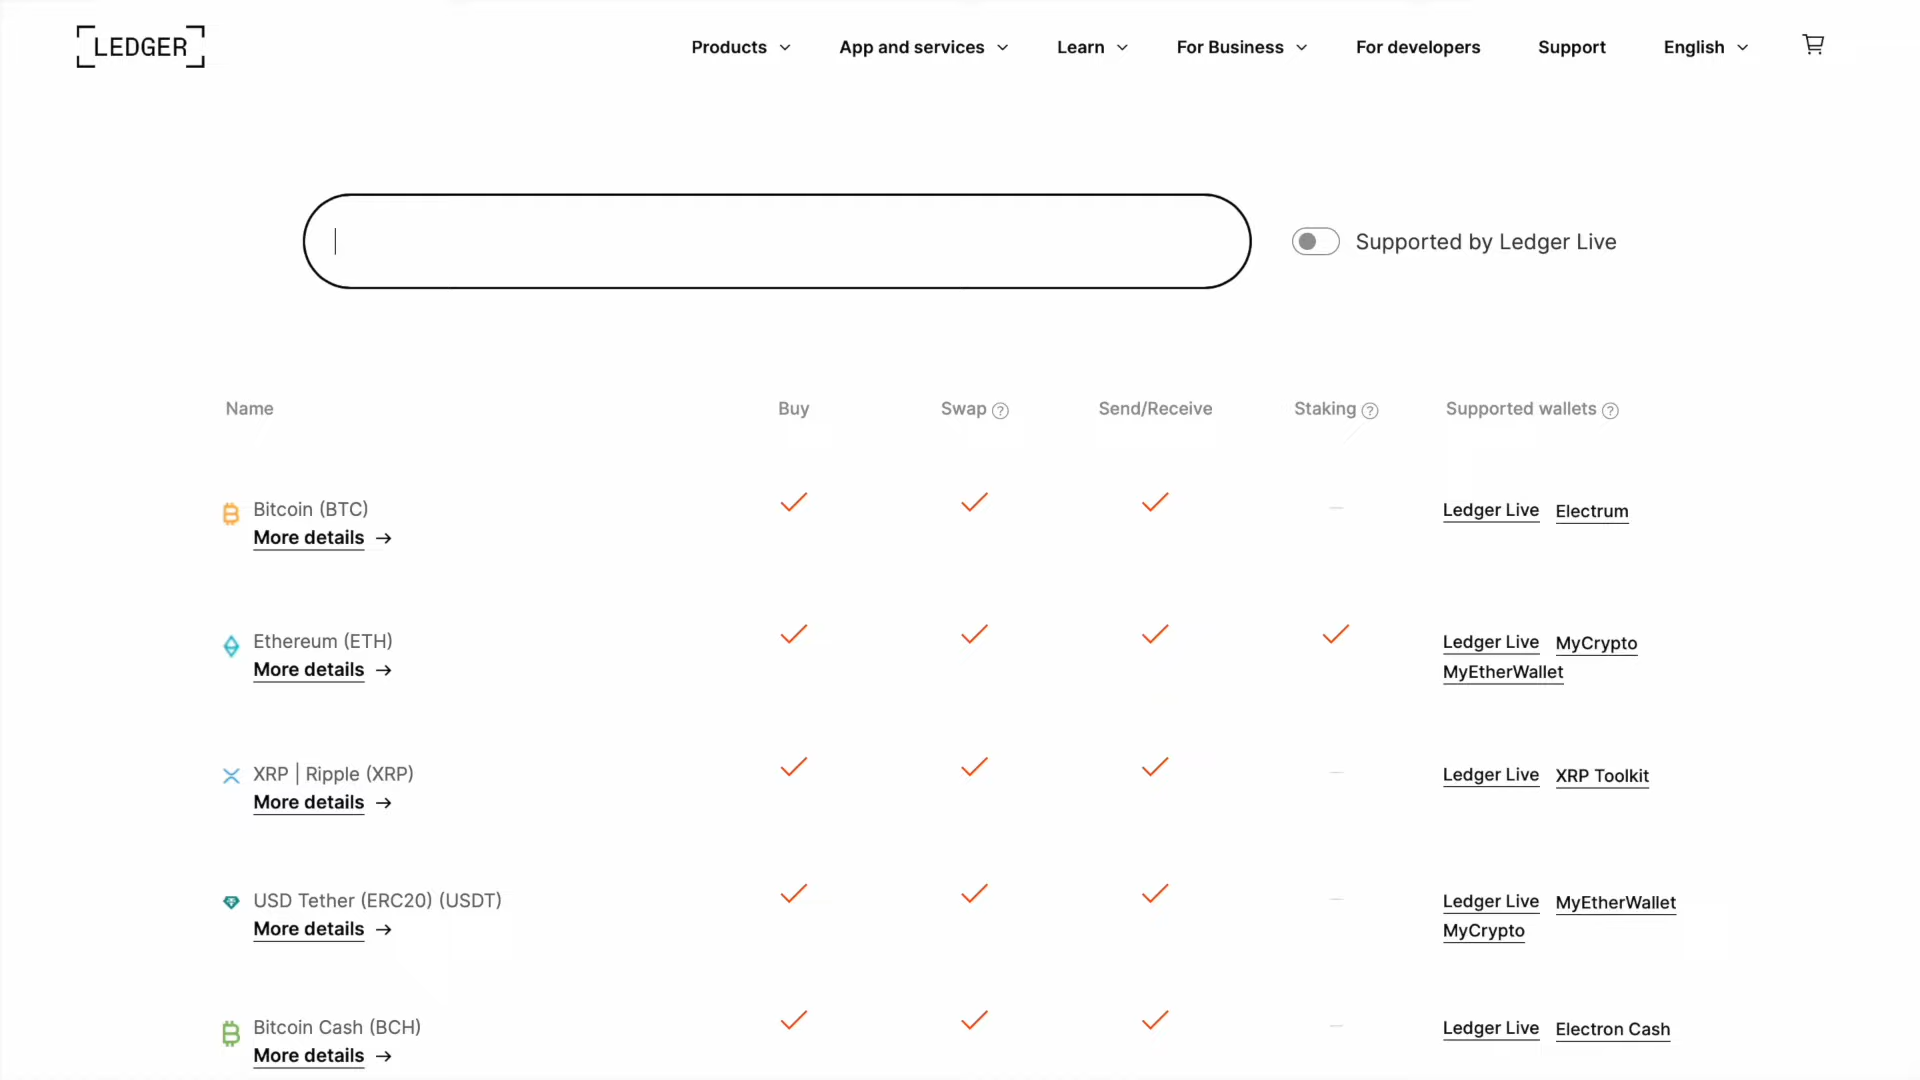 LEDGER Products App and services Learn For Business For developers Support English
Supported by Ledger Live
Name Buy Swap ? Send/Receive Staking ? Supported wallets ?
Bitcoin (BTC) Ledger Live Electrum
More details →
Ethereum (ETH) Ledger Live MyCrypto
More details → MyEtherWallet
XRP | Ripple (XRP) Ledger Live XRP Toolkit
More details →
USD Tether (ERC20) (USDT) Ledger Live MyEtherWallet
More details → MyCrypto
Bitcoin Cash (BCH) Ledger Live Electron Cash
More details →